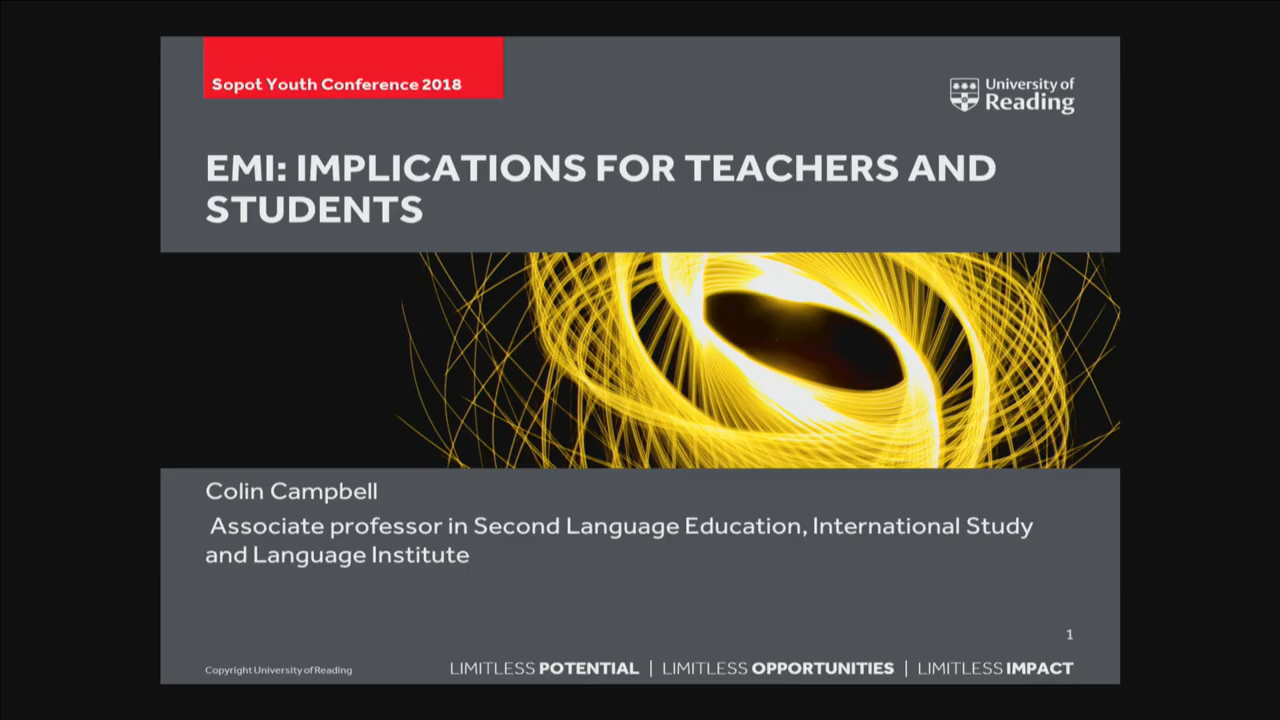 Sopot Youth Conference 2018
University of
Reading
EMI: IMPLICATIONS FOR TEACHERS AND
STUDENTS
Colin Campbell
Associate professor in Second Language Education, International Study
and Language Institute
1
Copyright University of Reading
LIMITLESS POTENTIAL | LIMITLESS OPPORTUNITIES | LIMITLESS IMPACT